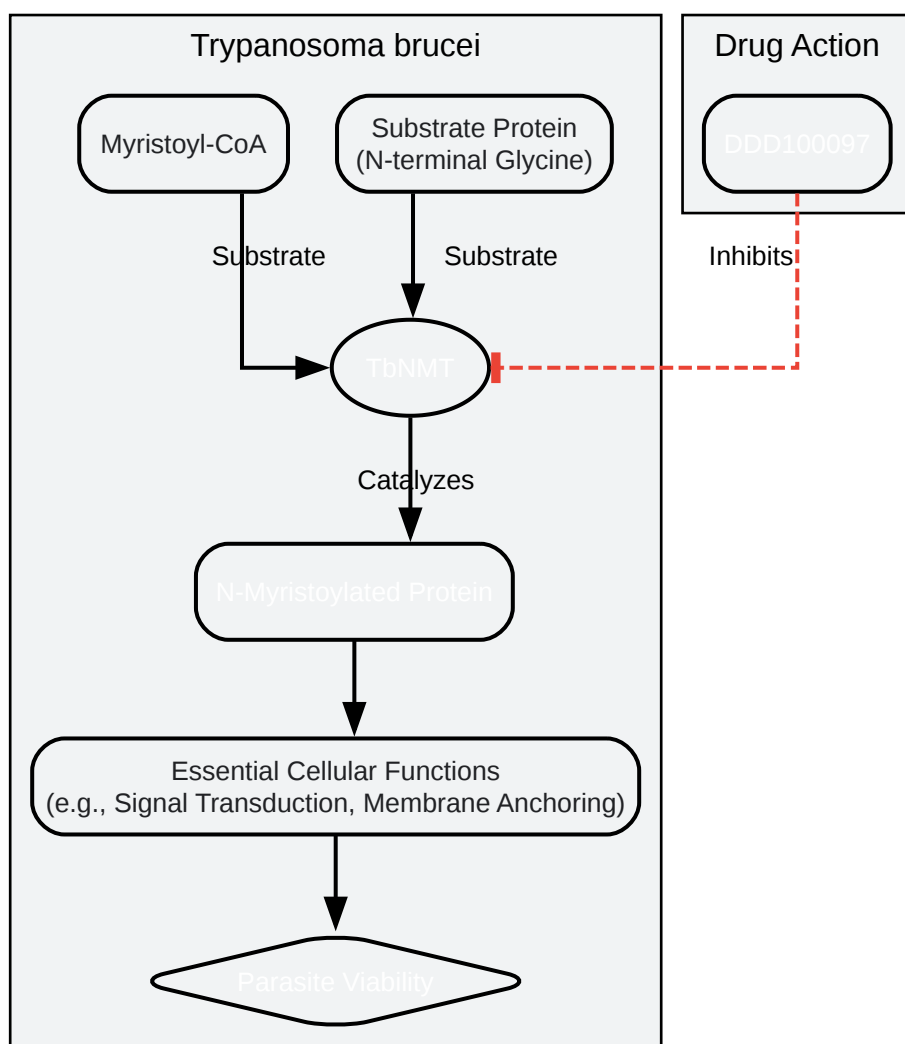 Trypanosoma brucei
Drug Action
Myristoyl-CoA
Substrate Protein
(N-terminal Glycine)
DDD100097
Substrate
Substrate
Inhibits
TbNMT
Catalyzes
N-Myristoylated Protein
Essential Cellular Functions
(e.g., Signal Transduction, Membrane Anchoring)
Parasite Viability